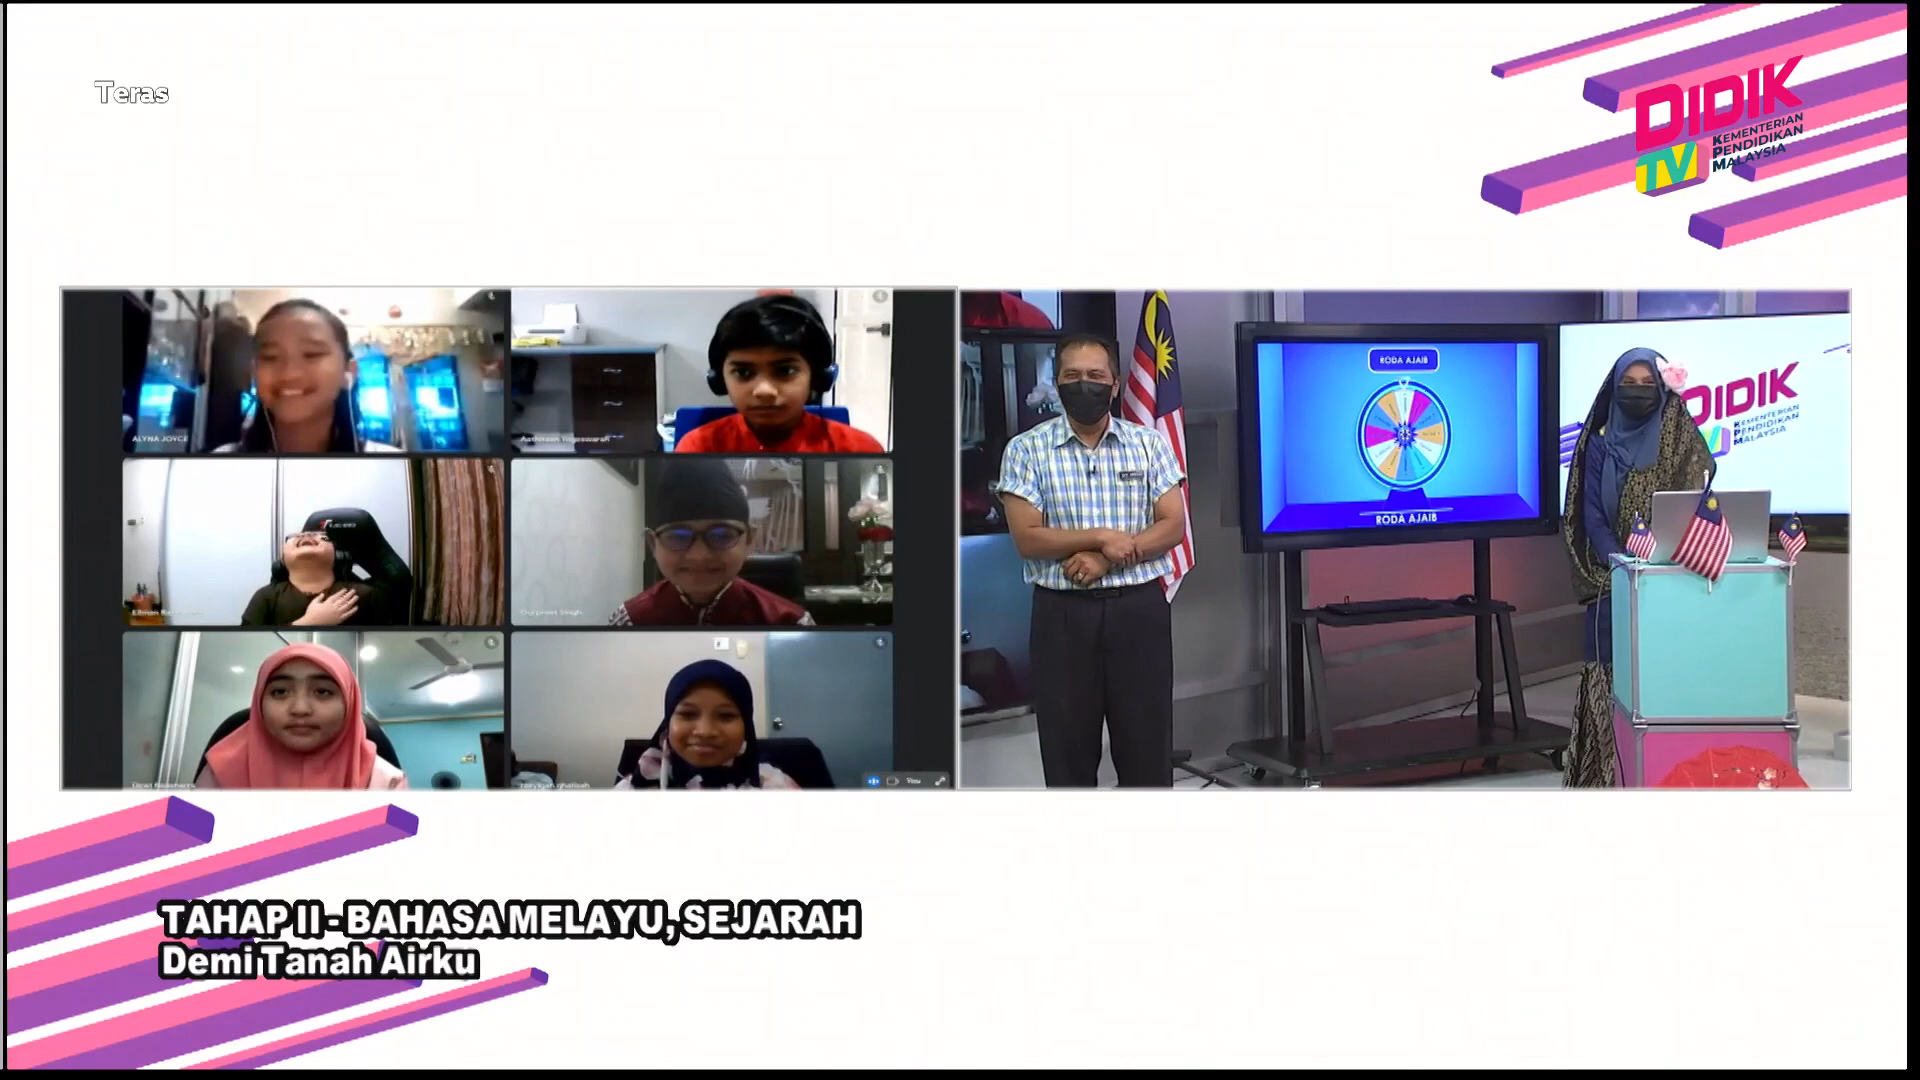 Teras
DIDIK
TV
KEMENTERIAN
PENDIDIKAN
MALAYSIA
ALYNA JOYCE
Gurpreet Singh
View
RODA AJAIB
RODA AJAIB
DIDIK
KEMENTERIAN
PENDIDIKAN
MALAYSIA
TAHAP II - BAHASA MELAYU, SEJARAH
Demi Tanah Airku